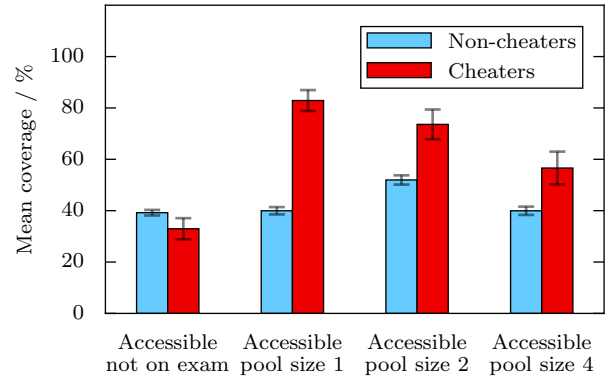 Mean coverage / %
100
80
60
40
20
0
Non-cheaters
Cheaters
Accessible not on exam
Accessible pool size 1
Accessible pool size 2
Accessible pool size 4